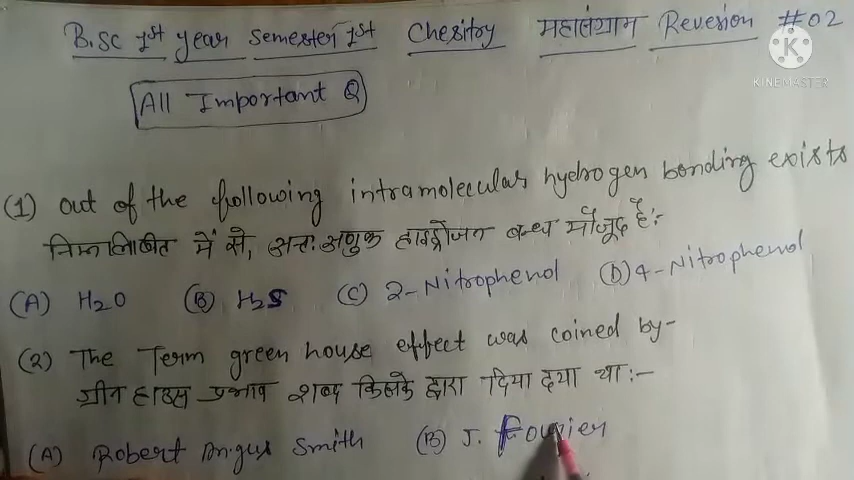 B.sc 1st year semester 1st Chesitry महासंग्राम Revesion #02
KINEMASTER
All Important Q
(1) out of the following intramolecular hydrogen bonding exists
निम्नलिखित में से, अन्तः अणुक हाइड्रोजन बन्ध मौजूद है:-
(A) H2O (B) H2S (C) 2-Nitrophenol (D) 4-Nitrophenol
(2) The Term green house effect was coined by-
ग्रीन हाउस प्रभाव शब्द किसके द्वारा दिया दया था:-
(A) Robert Angus Smith (B) J. Fourier